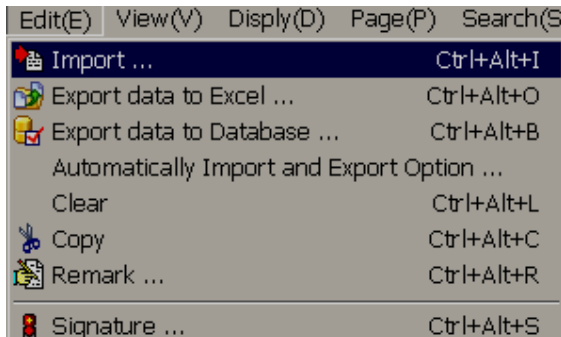 Edit(E) View(V) Disply(D) Page(P) Search(S
Import ... Ctrl+Alt+I
Export data to Excel ... Ctrl+Alt+O
Export data to Database ... Ctrl+Alt+B
Automatically Import and Export Option ...
Clear Ctrl+Alt+L
Copy Ctrl+Alt+C
Remark ... Ctrl+Alt+R
Signature ... Ctrl+Alt+S